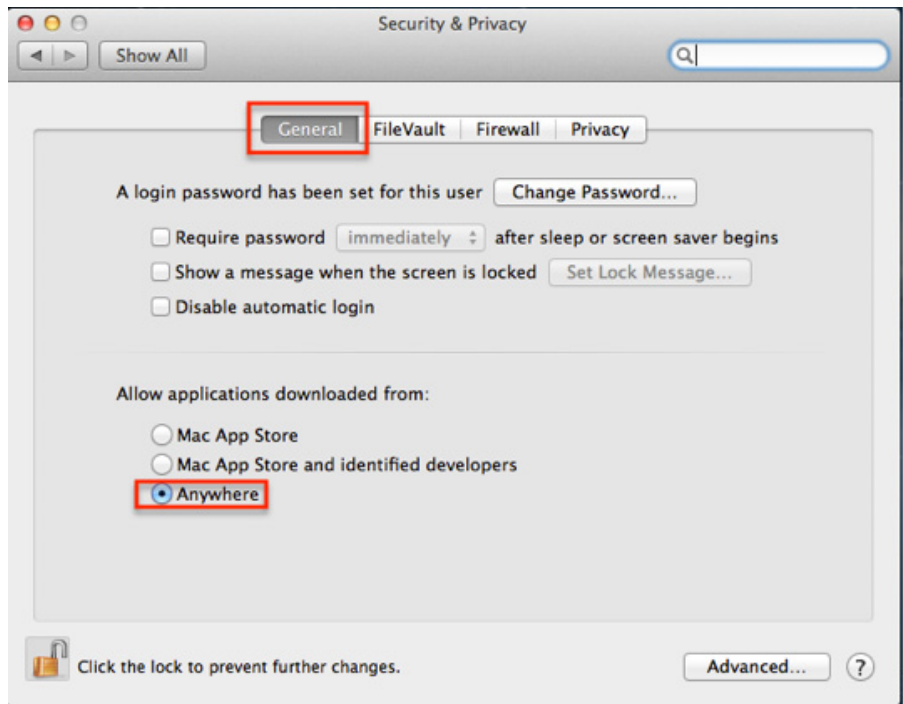 Security & Privacy
Show All
General FileVault Firewall Privacy
A login password has been set for this user Change Password...
Require password immediately after sleep or screen saver begins
Show a message when the screen is locked Set Lock Message...
Disable automatic login
Allow applications downloaded from:
Mac App Store
Mac App Store and identified developers
Anywhere
Click the lock to prevent further changes. Advanced... ?